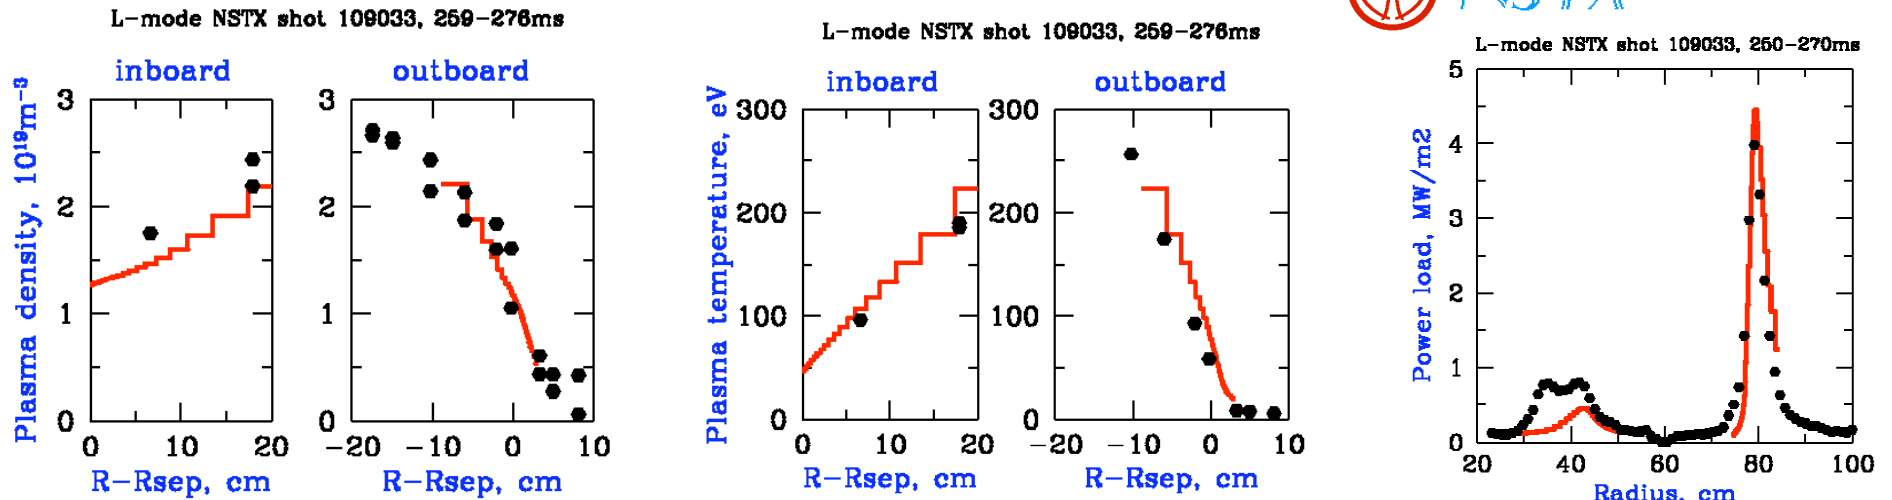 L-mode NSTX shot 109033, 259-276ms
inboard
outboard
Plasma density, 10¹⁹m⁻³
3
2
1
0
0
10
20
R-Rsep, cm
3
2
1
0
-20
-10
0
10
R-Rsep, cm
L-mode NSTX shot 109033, 259-276ms
inboard
outboard
Plasma temperature, eV
300
200
100
0
0
10
20
R-Rsep, cm
300
200
100
0
-20
-10
0
10
R-Rsep, cm
NSTX
L-mode NSTX shot 109033, 250-270ms
Power load, MW/m2
5
4
3
2
1
0
20
40
60
80
100
Radius, cm